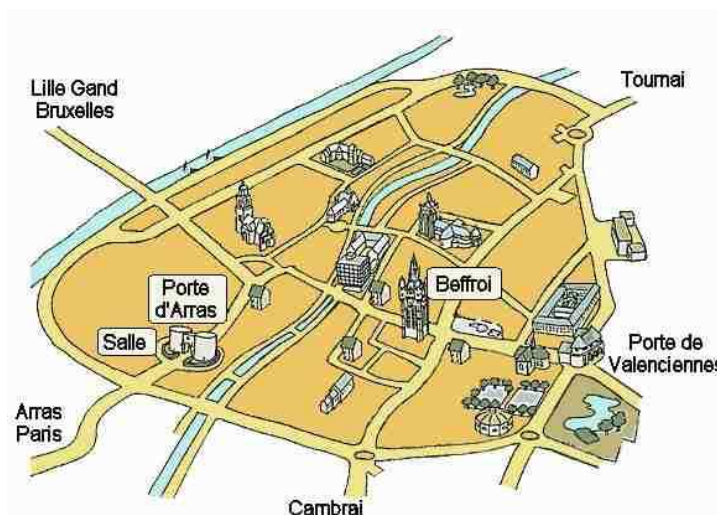 Lille Gand
Bruxelles
Tournai
Porte
d'Arras
Beffroi
Salle
Porte de
Valenciennes
Arras
Paris
Cambrai